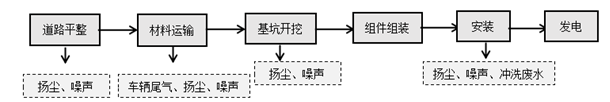 道路平整 材料运输 基坑开挖 组件组装 安装 发电
扬尘、噪声 车辆尾气、扬尘、噪声 扬尘、噪声 扬尘、噪声、冲洗废水